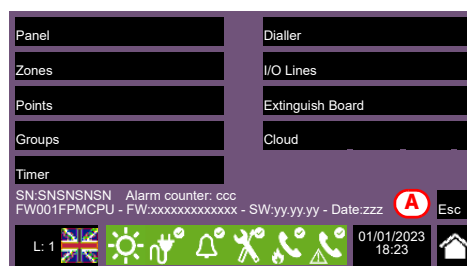 Panel
Dialler
Zones
I/O Lines
Points
Extinguish Board
Groups
Cloud
Timer
SN:SNSNSNSN Alarm counter: ccc
FW001FPMCPU - FW:xxxxxxxxxxxxx - SW:yy.yy.yy - Date:zzz
A
Esc
L: 1
01/01/2023
18:23